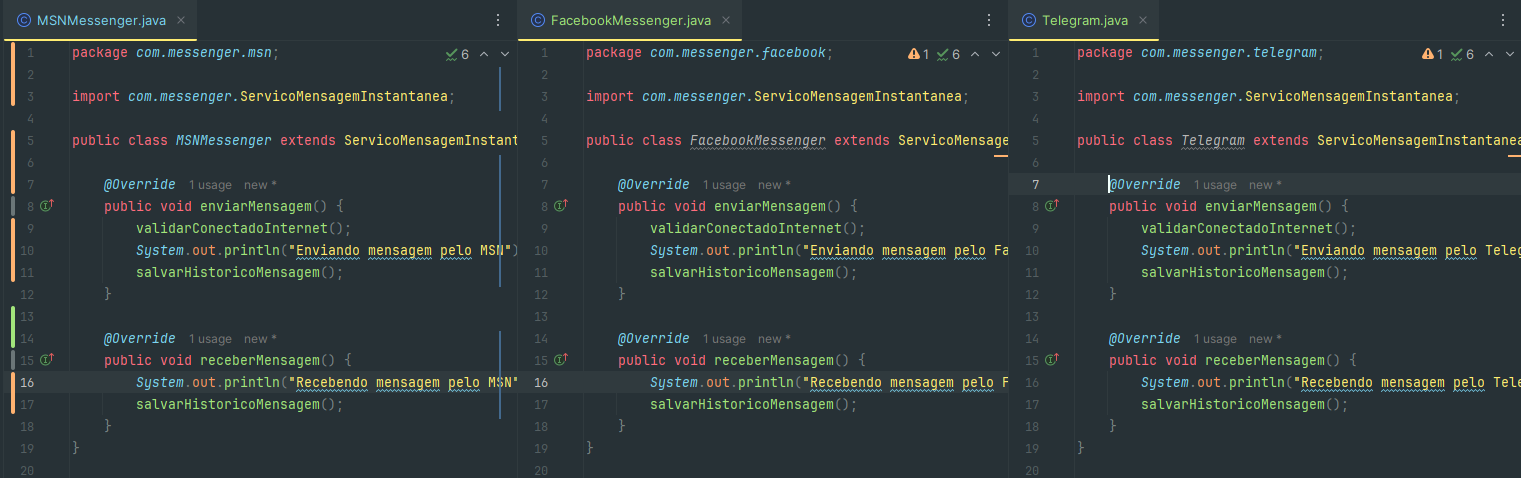 MSNMessenger.java
6
1 package com.messenger.msn;
2
3 import com.messenger.ServicoMensagemInstantanea;
4
5 public class MSNMessenger extends ServicoMensagemInstant
6
7 @Override 1 usage new *
8 public void enviarMensagem() {
9 validarConectadoInternet();
10 System.out.println("Enviando mensagem pelo MSN")
11 salvarHistoricoMensagem();
12 }
13
14 @Override 1 usage new *
15 public void receberMensagem() {
16 System.out.println("Recebendo mensagem pelo MSN"
17 salvarHistoricoMensagem();
18 }
19 }
20
FacebookMessenger.java
1 6
1 package com.messenger.facebook;
2
3 import com.messenger.ServicoMensagemInstantanea;
4
5 public class FacebookMessenger extends ServicoMensage
6
7 @Override 1 usage new *
8 public void enviarMensagem() {
9 validarConectadoInternet();
10 System.out.println("Enviando mensagem pelo Fa
11 salvarHistoricoMensagem();
12 }
13
14 @Override 1 usage new *
15 public void receberMensagem() {
16 System.out.println("Recebendo mensagem pelo F
17 salvarHistoricoMensagem();
18 }
19 }
20
Telegram.java
1 6
1 package com.messenger.telegram;
2
3 import com.messenger.ServicoMensagemInstantanea;
4
5 public class Telegram extends ServicoMensagemInstantanea
6
7 @Override 1 usage new *
8 public void enviarMensagem() {
9 validarConectadoInternet();
10 System.out.println("Enviando mensagem pelo Teleg
11 salvarHistoricoMensagem();
12 }
13
14 @Override 1 usage new *
15 public void receberMensagem() {
16 System.out.println("Recebendo mensagem pelo Tele
17 salvarHistoricoMensagem();
18 }
19 }
20